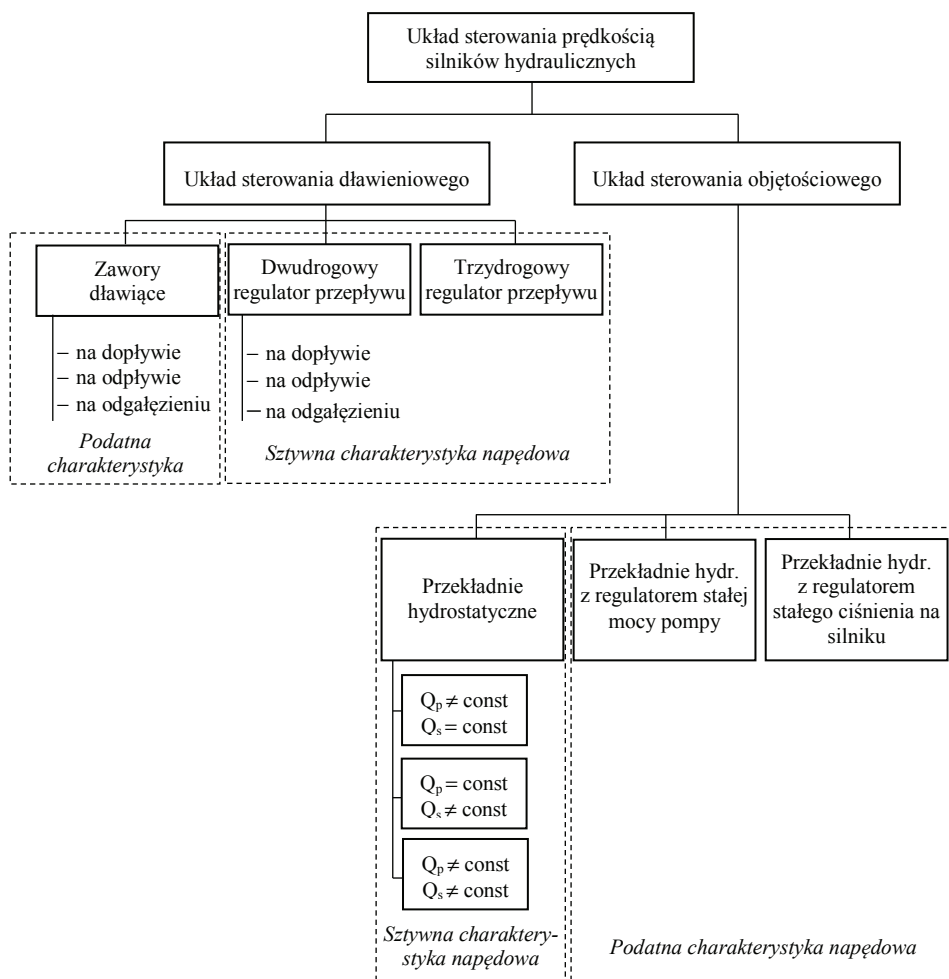 Układ sterowania prędkością
silników hydraulicznych
Układ sterowania dławieniowego
Układ sterowania objętościowego
Zawory
dławiące
Dwudrogowy
regulator przepływu
Trzydrogowy
regulator przepływu
– na dopływie
– na odpływie
– na odgałęzieniu
– na dopływie
– na odpływie
– na odgałęzieniu
Podatna
charakterystyka
Sztywna charakterystyka napędowa
Przekładnie
hydrostatyczne
Przekładnie hydr.
z regulatorem stałej
mocy pompy
Przekładnie hydr.
z regulatorem
stałego ciśnienia na
silniku
Qp ≠ const
Qs = const
Qp = const
Qs ≠ const
Qp ≠ const
Qs ≠ const
Sztywna charaktery-
styka napędowa
Podatna charakterystyka napędowa